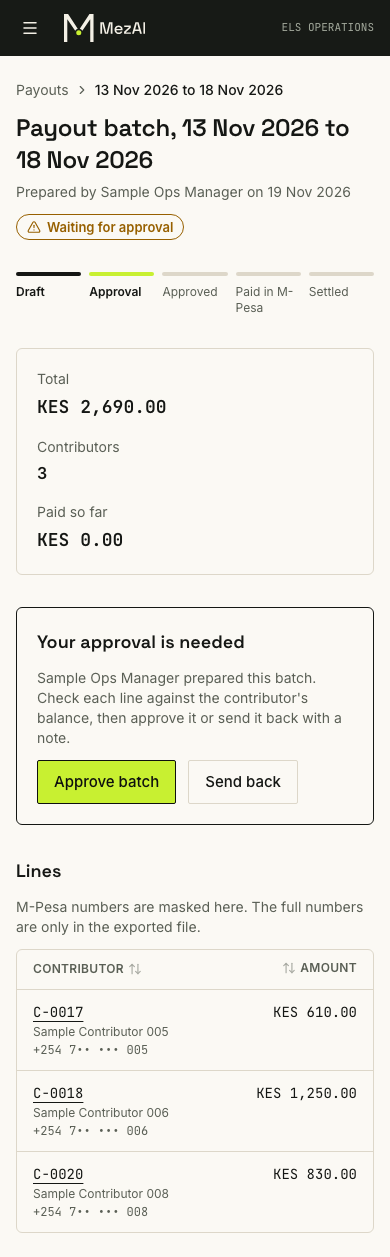 MezAI
ELS OPERATIONS
Payouts > 13 Nov 2026 to 18 Nov 2026
Payout batch, 13 Nov 2026 to
18 Nov 2026
Prepared by Sample Ops Manager on 19 Nov 2026
Waiting for approval
Draft
Approval
Approved
Paid in M-
Pesa
Settled
Total
KES 2,690.00
Contributors
3
Paid so far
KES 0.00
Your approval is needed
Sample Ops Manager prepared this batch.
Check each line against the contributor's
balance, then approve it or send it back with a
note.
Approve batch
Send back
Lines
M-Pesa numbers are masked here. The full numbers
are only in the exported file.
CONTRIBUTOR
AMOUNT
C-0017
KES 610.00
Sample Contributor 005
+254 7•• ••• 005
C-0018
KES 1,250.00
Sample Contributor 006
+254 7•• ••• 006
C-0020
KES 830.00
Sample Contributor 008
+254 7•• ••• 008